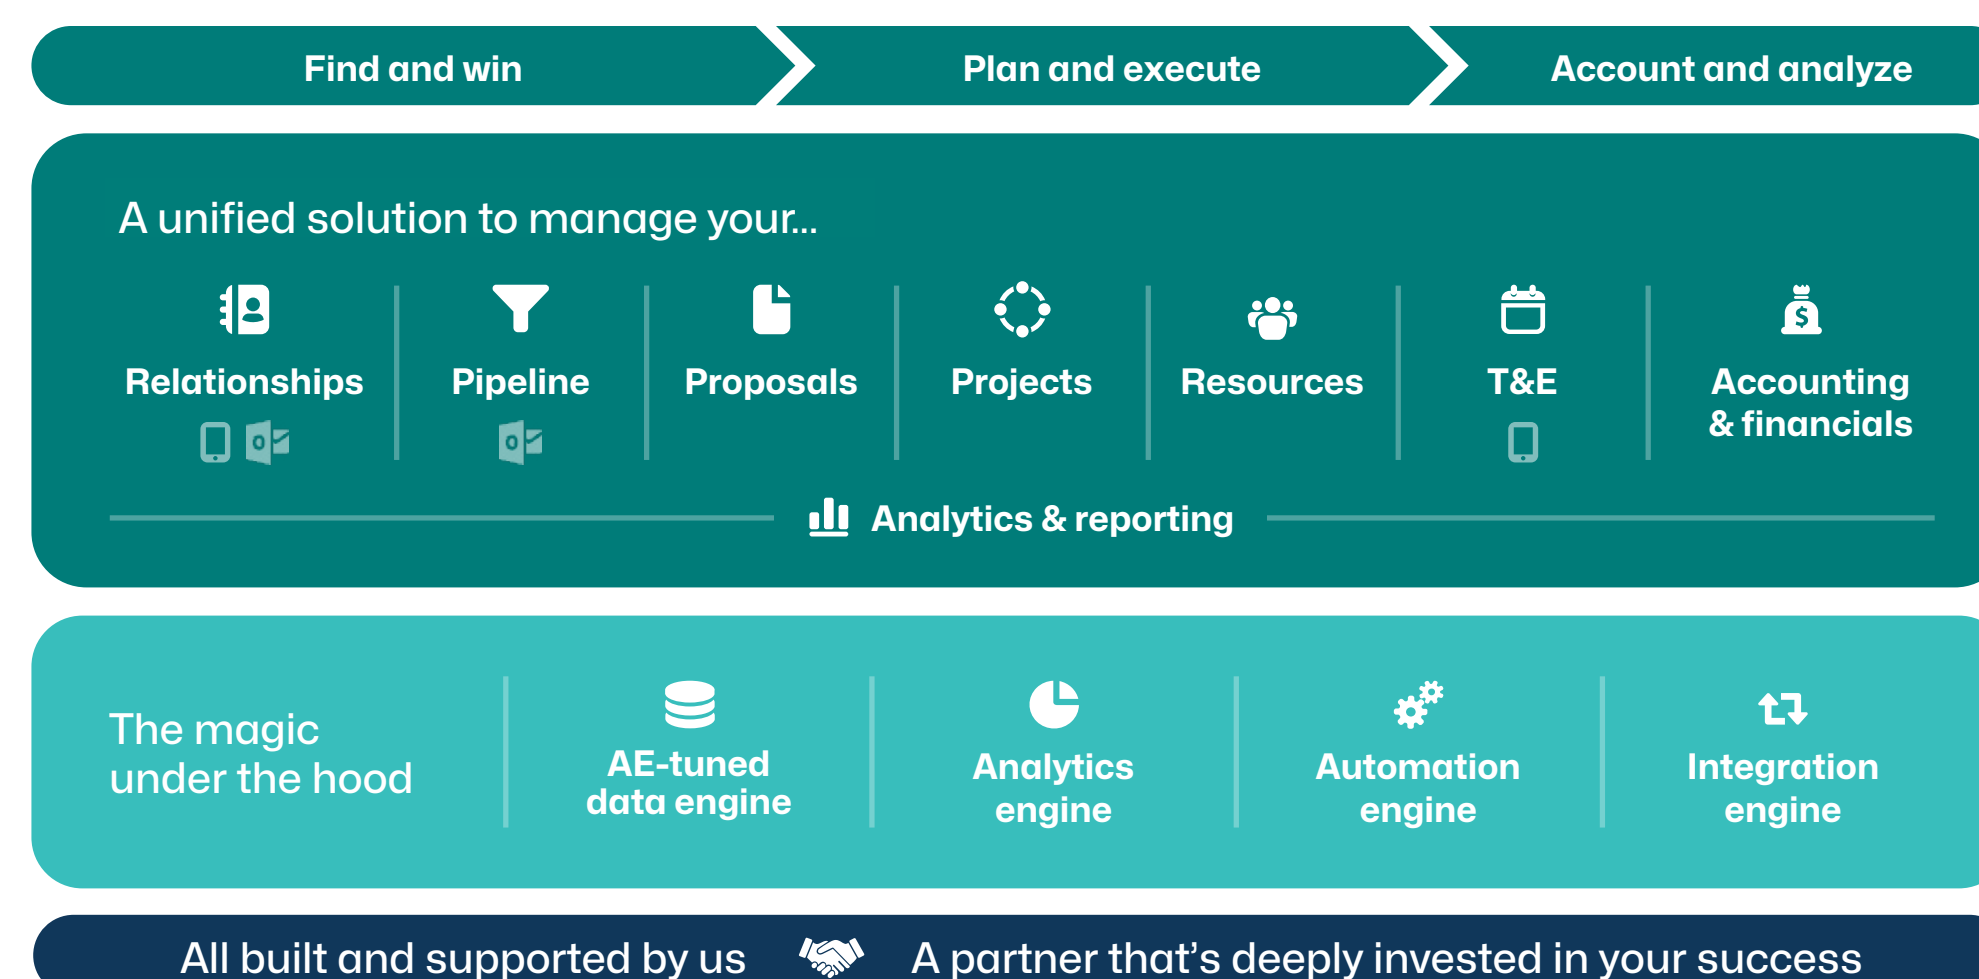 Find and win
Plan and execute
Account and analyze
A unified solution to manage your...
Relationships
Pipeline
Proposals
Projects
Resources
T&E
Accounting
& financials
Analytics & reporting
The magic
under the hood
AE-tuned
data engine
Analytics
engine
Automation
engine
Integration
engine
All built and supported by us
A partner that's deeply invested in your success